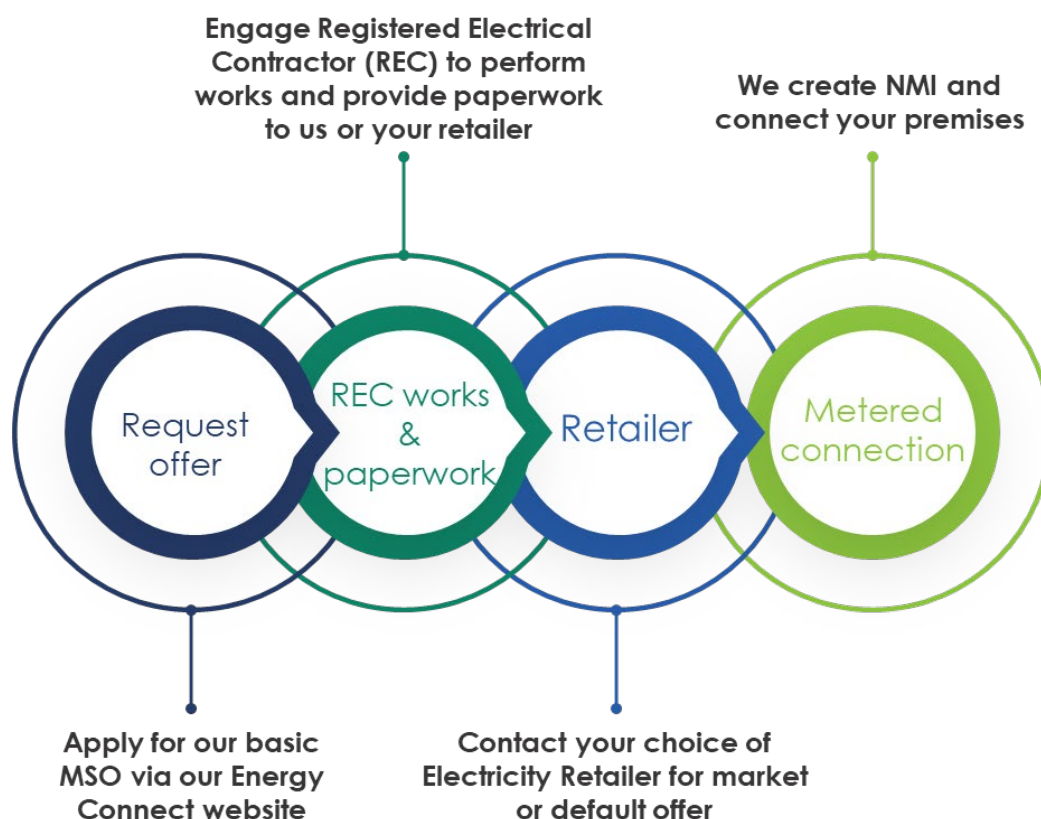 Engage Registered Electrical
Contractor (REC) to perform
works and provide paperwork
to us or your retailer
We create NMI and
connect your premises
Request
offer
REC works
&
paperwork
Retailer
Metered
connection
Apply for our basic
MSO via our Energy
Connect website
Contact your choice of
Electricity Retailer for market
or default offer